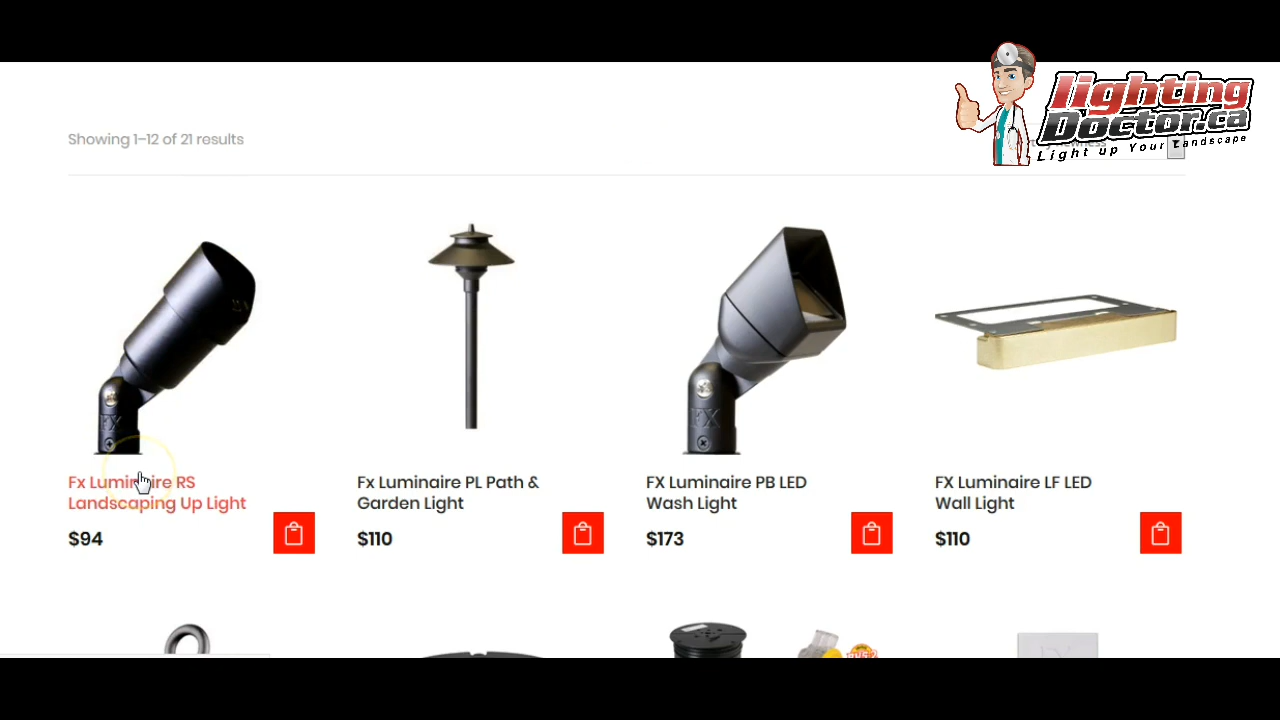 lighting
Doctor.ca
Light up Your Landscape
Showing 1–12 of 21 results
FX
FX
Fx Luminaire RS
Landscaping Up Light
$94
Fx Luminaire PL Path &
Garden Light
$110
FX Luminaire PB LED
Wash Light
$173
FX Luminaire LF LED
Wall Light
$110